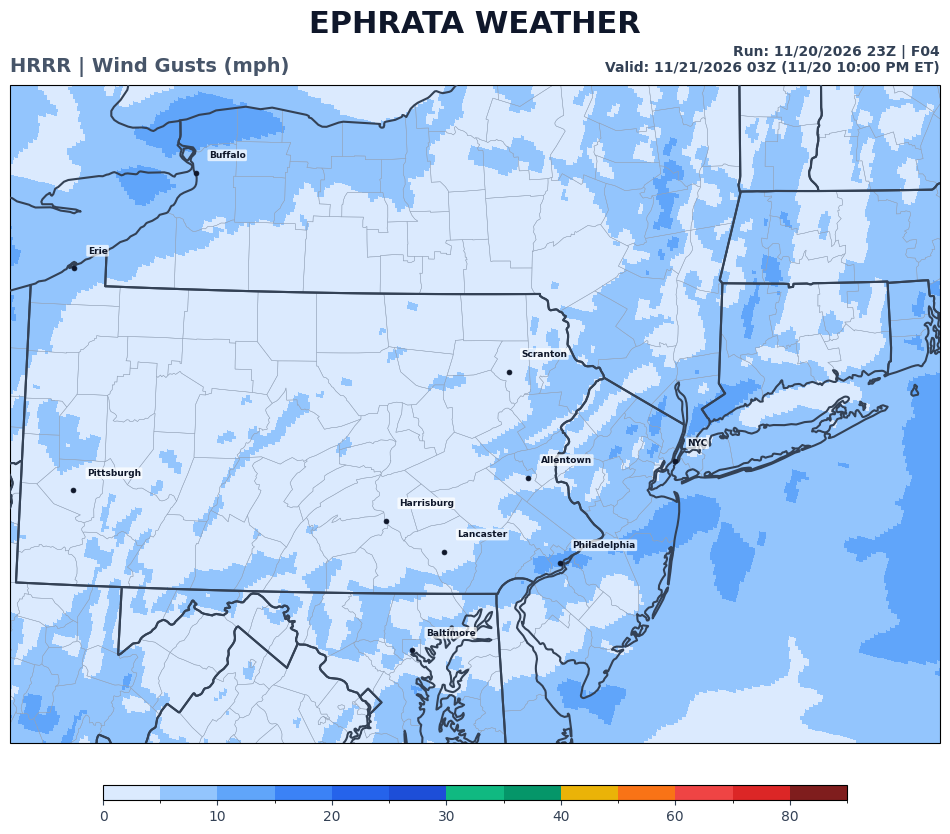 EPHRATA WEATHER
HRRR | Wind Gusts (mph)
Run: 11/20/2026 23Z | F04
Valid: 11/21/2026 03Z (11/20 10:00 PM ET)
Buffalo
Erie
Scranton
NYC
Allentown
Pittsburgh
Harrisburg
Lancaster
Philadelphia
Baltimore
0 10 20 30 40 50 60 70 80